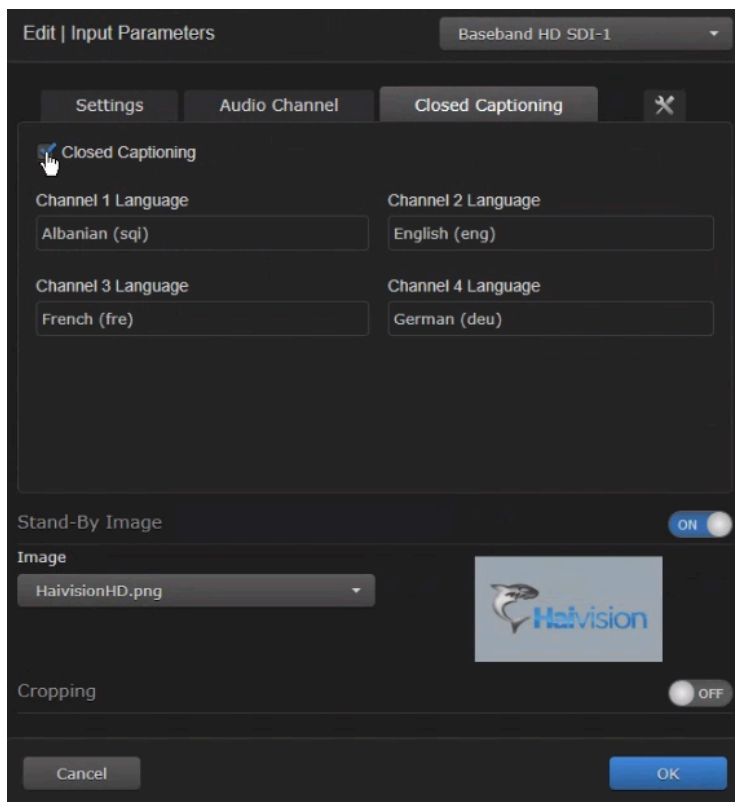 Edit | Input Parameters
Baseband HD SDI-1
Settings
Audio Channel
Closed Captioning
Closed Captioning
Channel 1 Language
Channel 2 Language
Albanian (sqi)
English (eng)
Channel 3 Language
Channel 4 Language
French (fre)
German (deu)
Stand-By Image
ON
Image
HaivisionHD.png
Haivision
Cropping
OFF
Cancel
OK